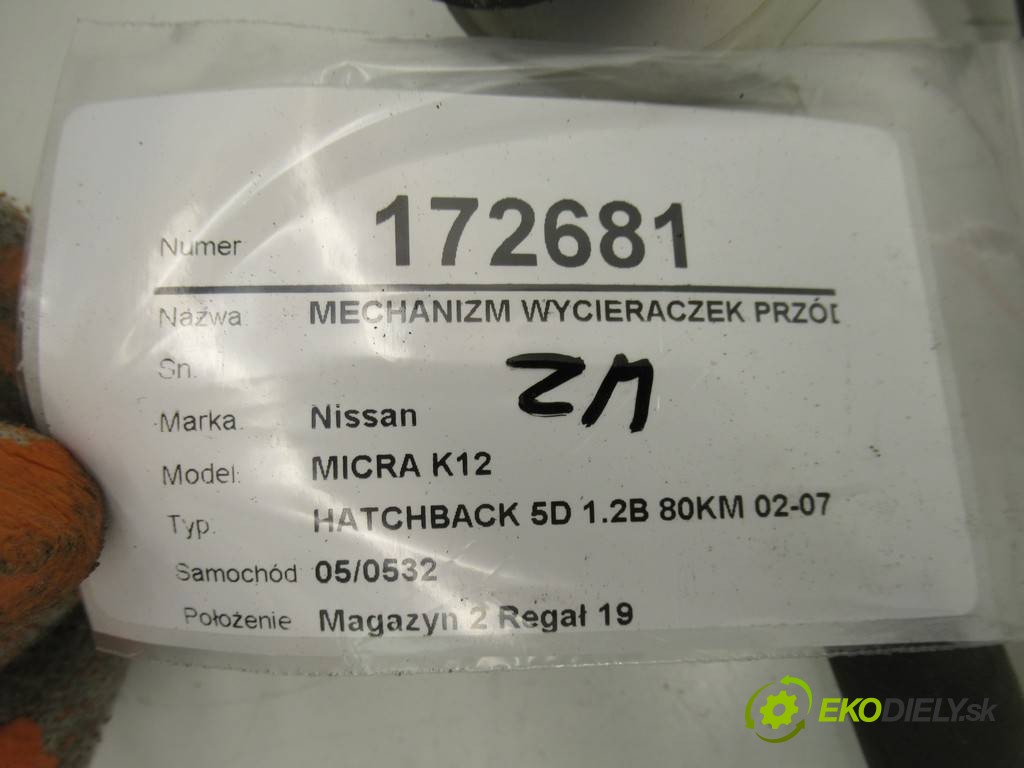 Numer 172681
Nazwa. MECHANIZM WYCIERACZEK PRZÓD
Sn.
Marka. Nissan
Model: MICRA K12
Typ. HATCHBACK 5D 1.2B 80KM 02-07
Samochód 05/0532
Położenie Magazyn 2 Regał 19
EKODIELY.sk